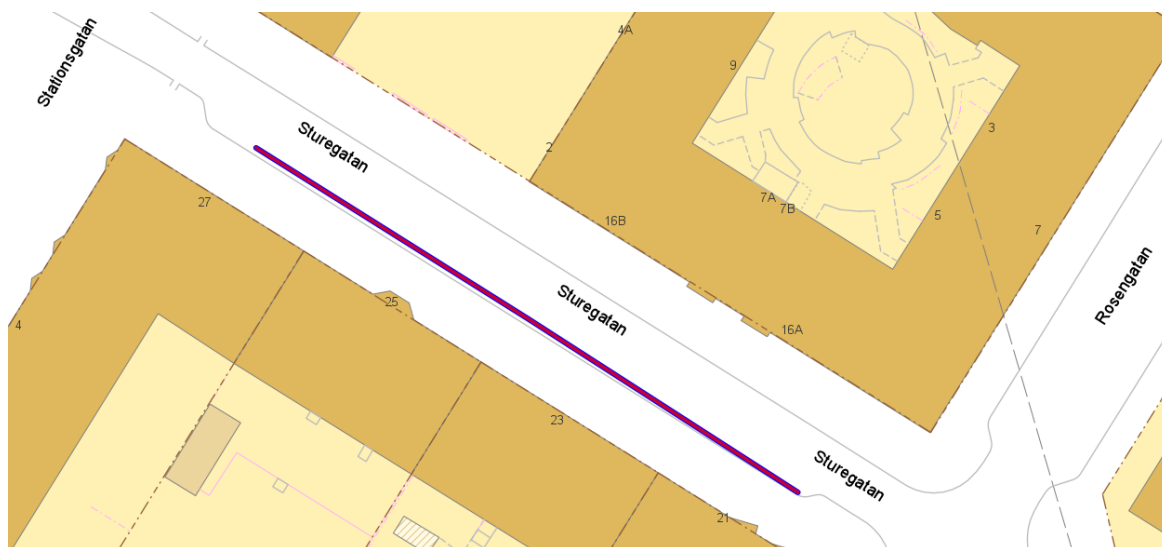 4A
Stationsgatan
9
3
Sturegatan
2
7A
27
7B
5
16B
7
Rosengatan
25
Sturegatan
4
16A
23
Sturegatan
21